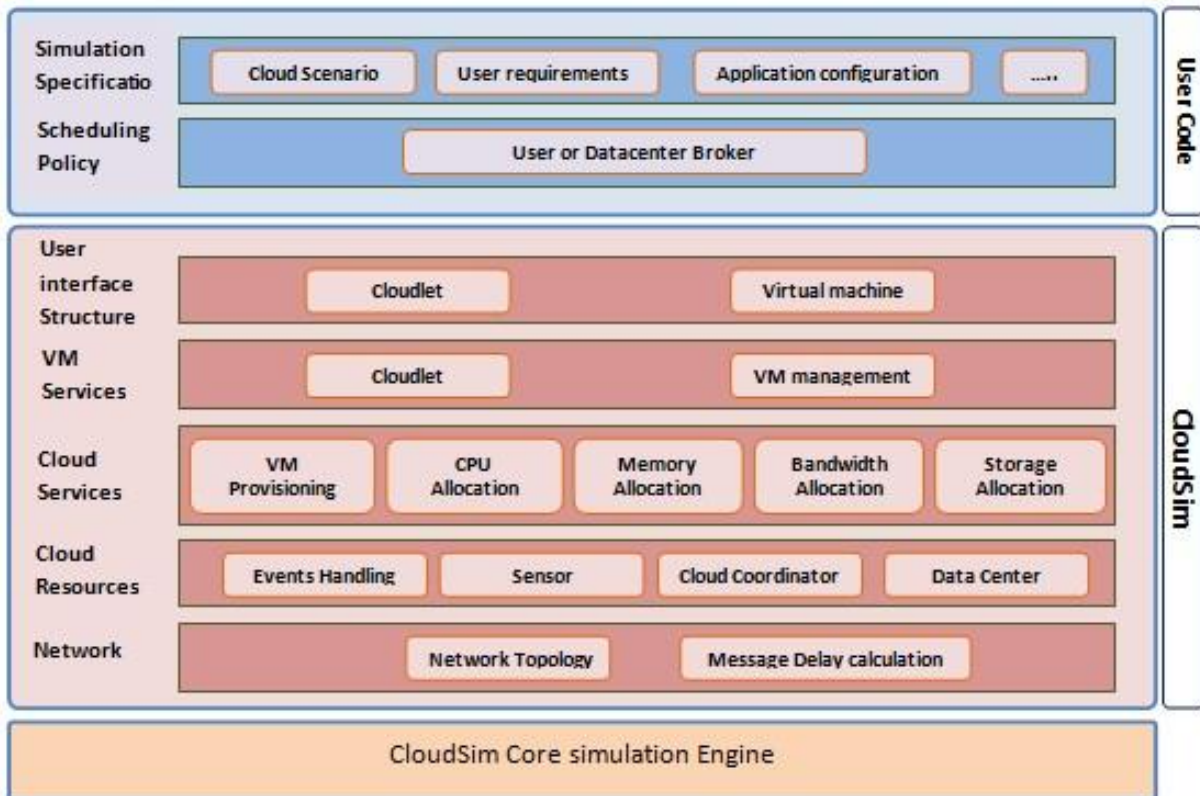 Simulation
Specificatio
Cloud Scenario
User requirements
Application configuration
.....
Scheduling
Policy
User or Datacenter Broker
User Code
User
interface
Structure
Cloudlet
Virtual machine
VM
Services
Cloudlet
VM management
Cloud
Services
VM
Provisioning
CPU
Allocation
Memory
Allocation
Bandwidth
Allocation
Storage
Allocation
Cloud
Resources
Events Handling
Sensor
Cloud Coordinator
Data Center
Network
Network Topology
Message Delay calculation
CloudSim
CloudSim Core simulation Engine